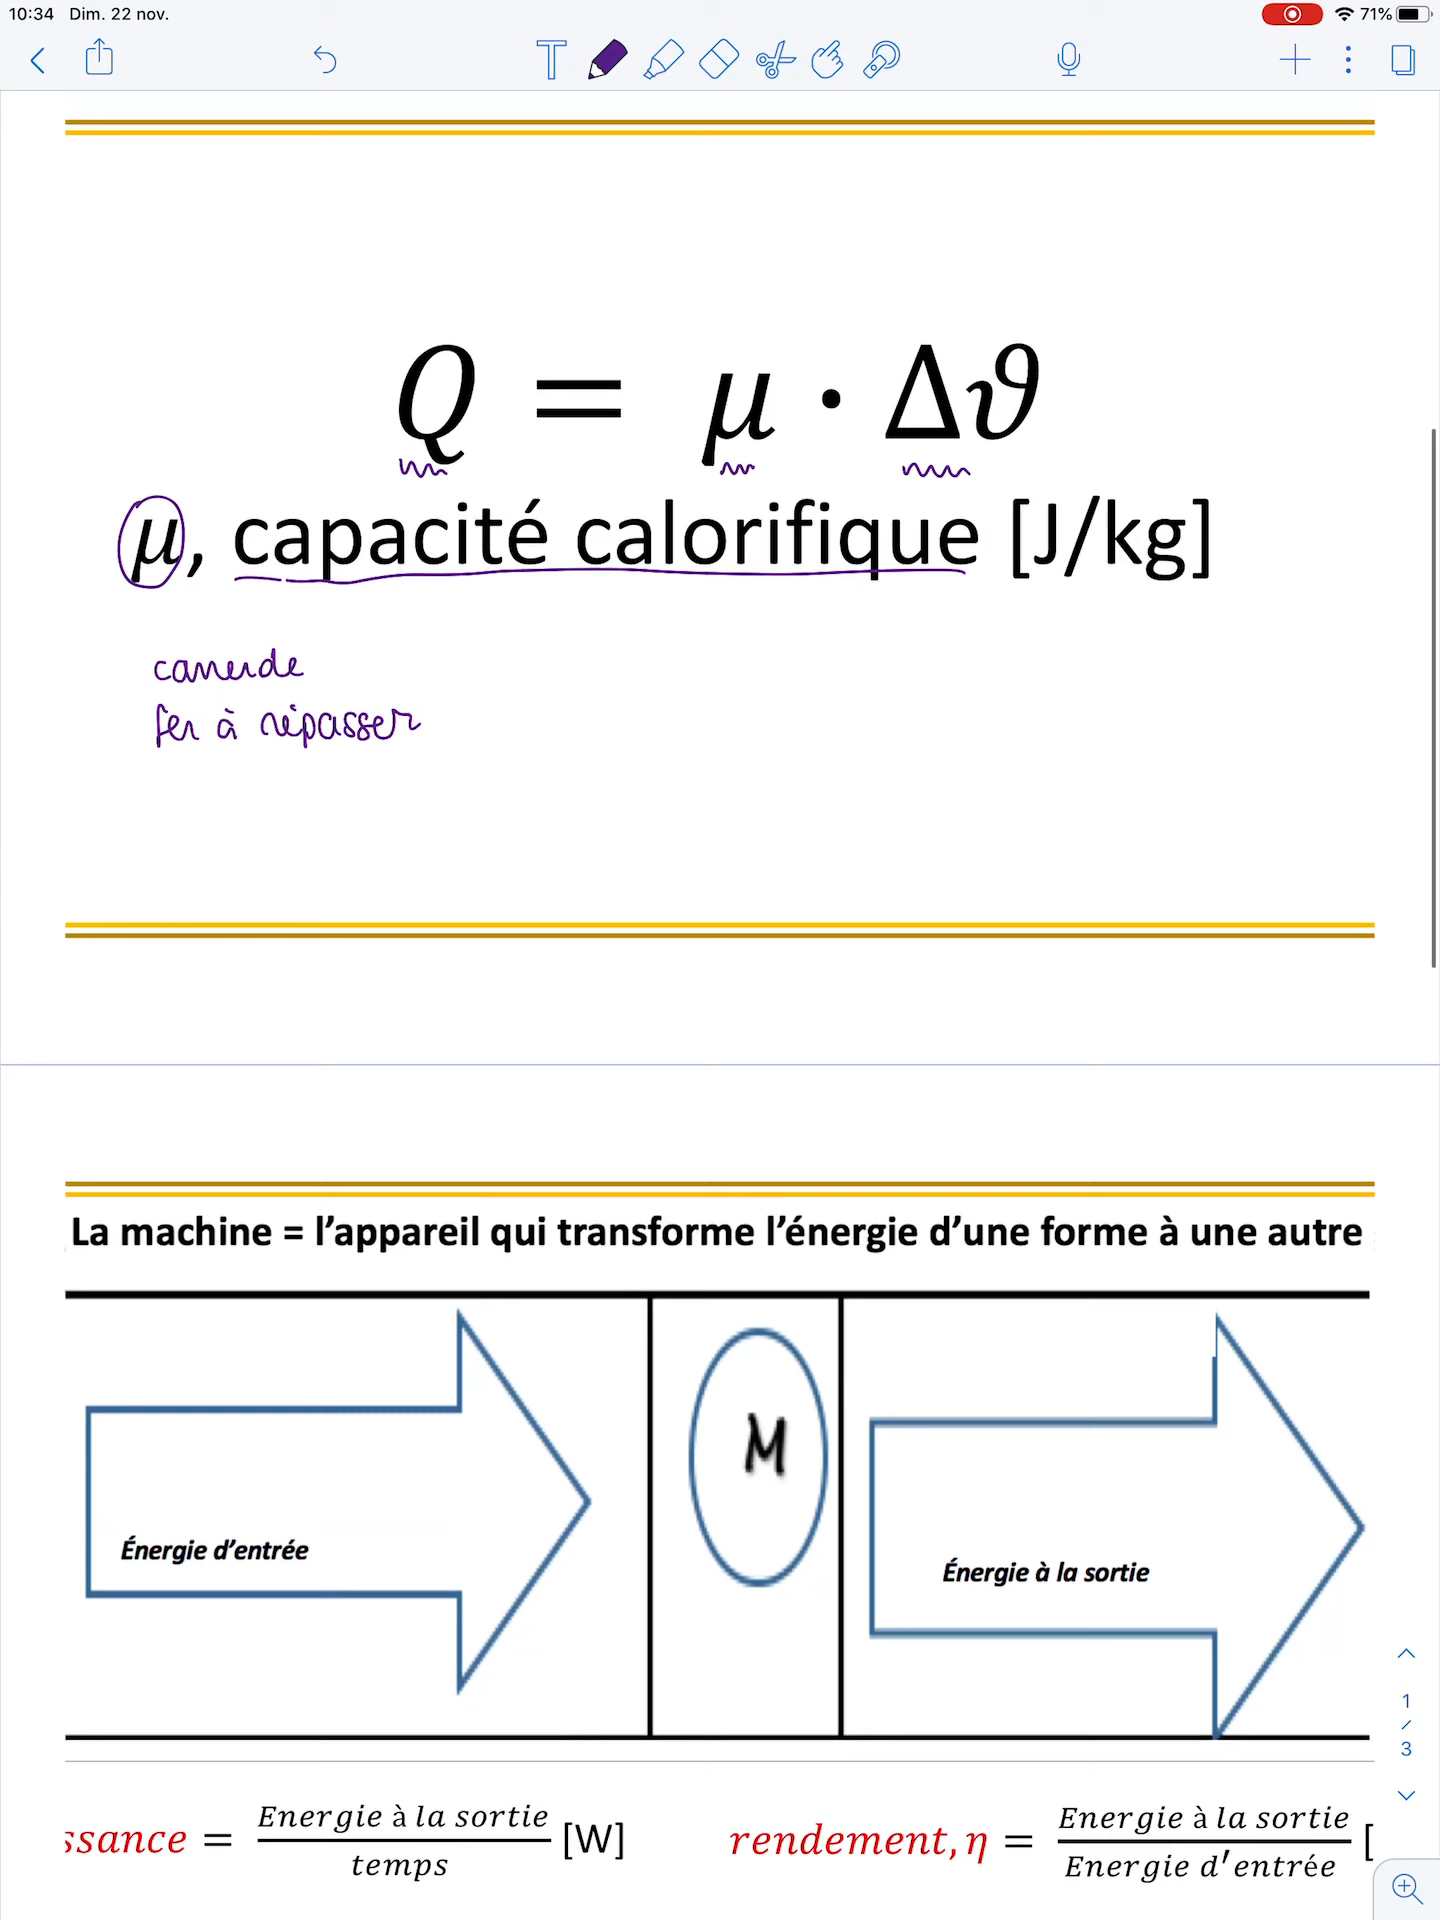 10:34 Dim. 22 nov. 71%
Q = μ · Δϑ
μ, capacité calorifique [J/kg]
fer à répasser
La machine = l'appareil qui transforme l'énergie d'une forme à une autre
M
Énergie d'entrée
Énergie à la sortie
1
/
3
ssance = Energie à la sortie / temps [W] rendement, η = Energie à la sortie / Energie d'entrée [